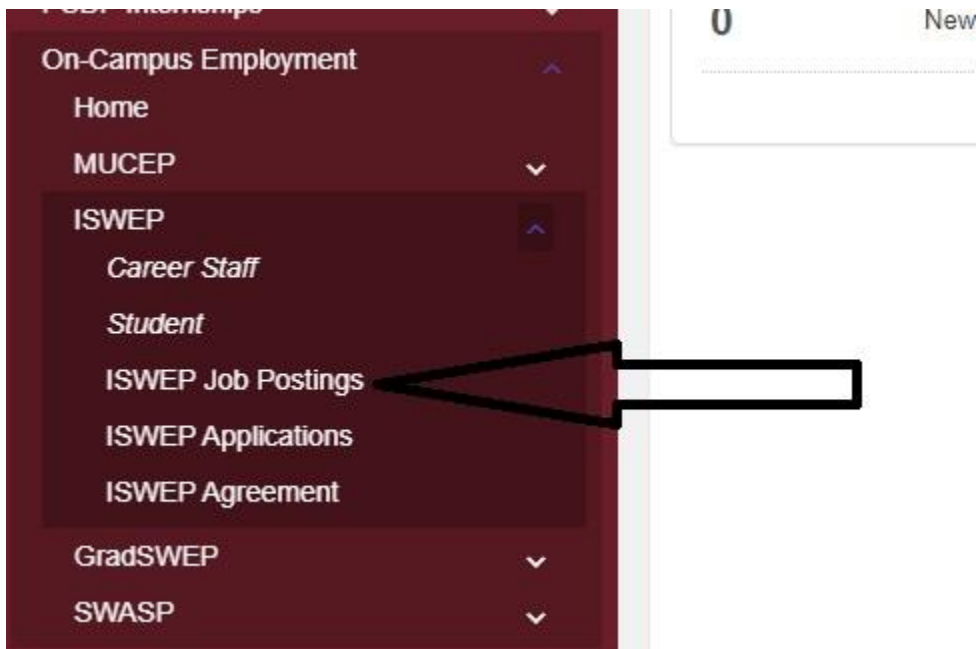 Internships
0
New
On-Campus Employment
Home
MUCEP
ISWEP
Career Staff
Student
ISWEP Job Postings
ISWEP Applications
ISWEP Agreement
GradSWEP
SWASP